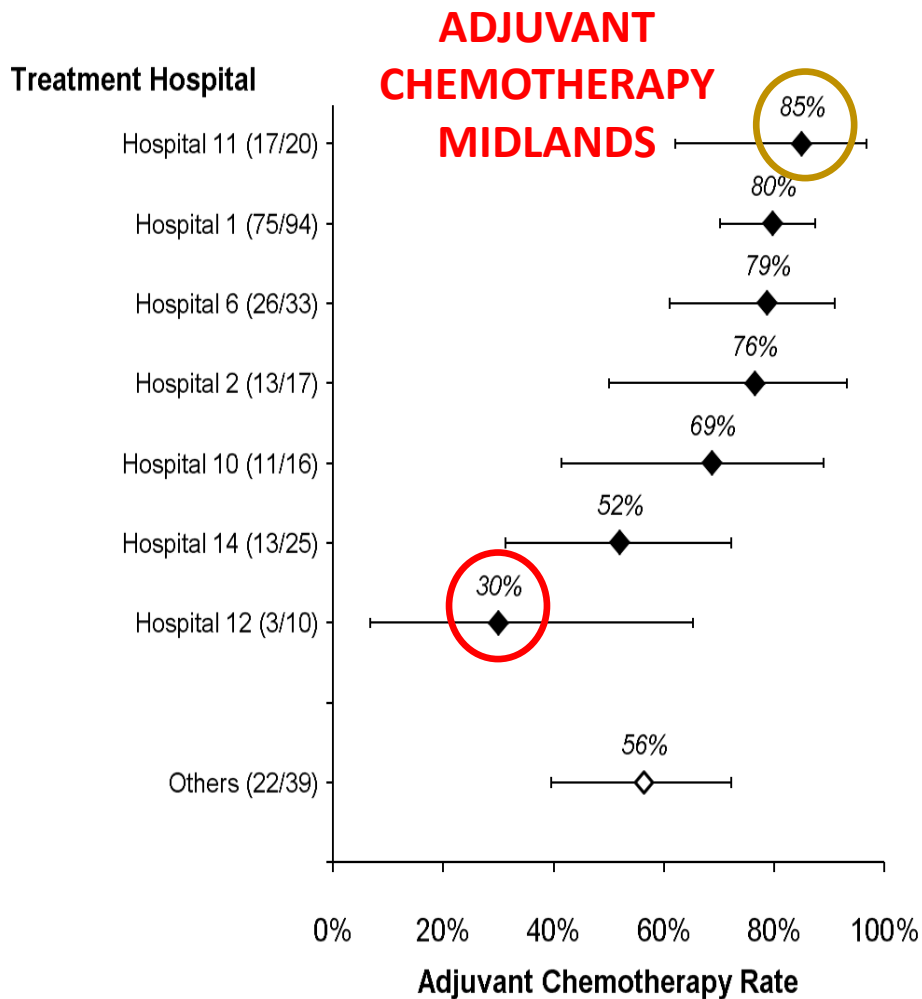 ADJUVANT
CHEMOTHERAPY
MIDLANDS
Treatment Hospital
85%
Hospital 11 (17/20)
80%
Hospital 1 (75/94)
79%
Hospital 6 (26/33)
76%
Hospital 2 (13/17)
69%
Hospital 10 (11/16)
52%
Hospital 14 (13/25)
30%
Hospital 12 (3/10)
56%
Others (22/39)
0% 20% 40% 60% 80% 100%
Adjuvant Chemotherapy Rate